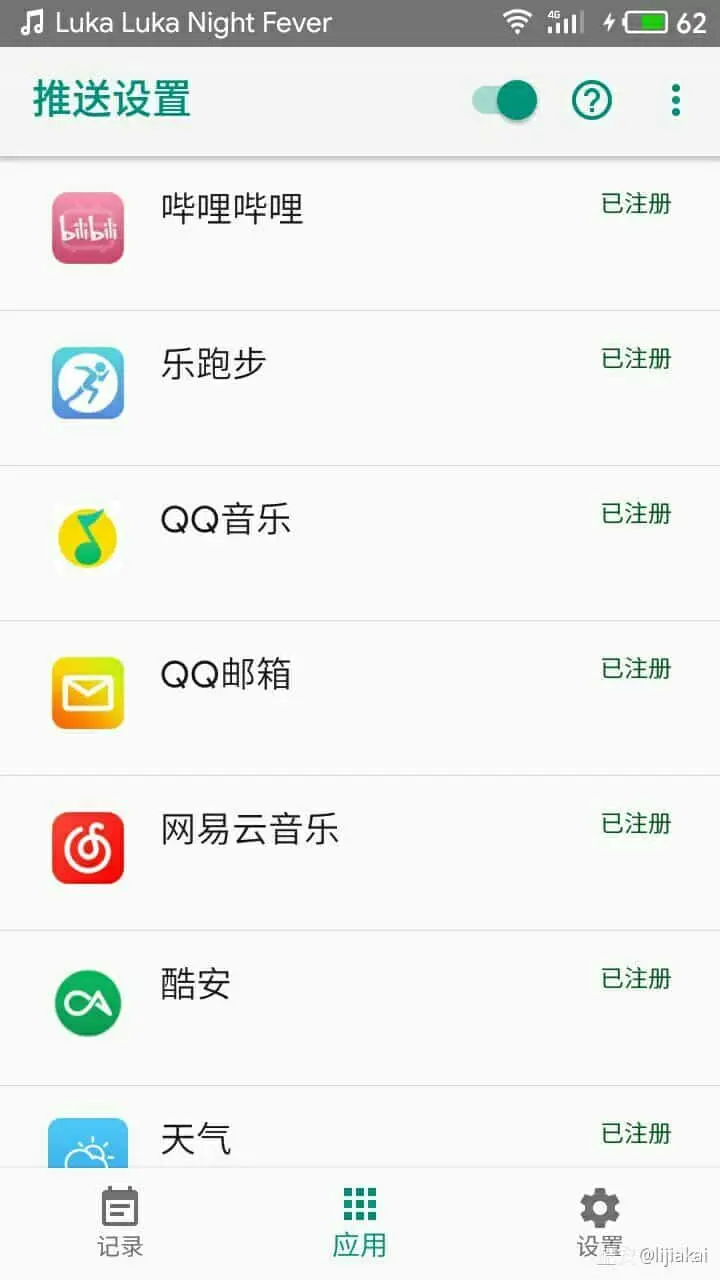 Luka Luka Night Fever
4G
62
推送设置
bilibili
哔哩哔哩
已注册
乐跑步
已注册
QQ音乐
已注册
QQ邮箱
已注册
网易云音乐
已注册
酷安
已注册
天气
已注册
记录
应用
设置
@lijiakai